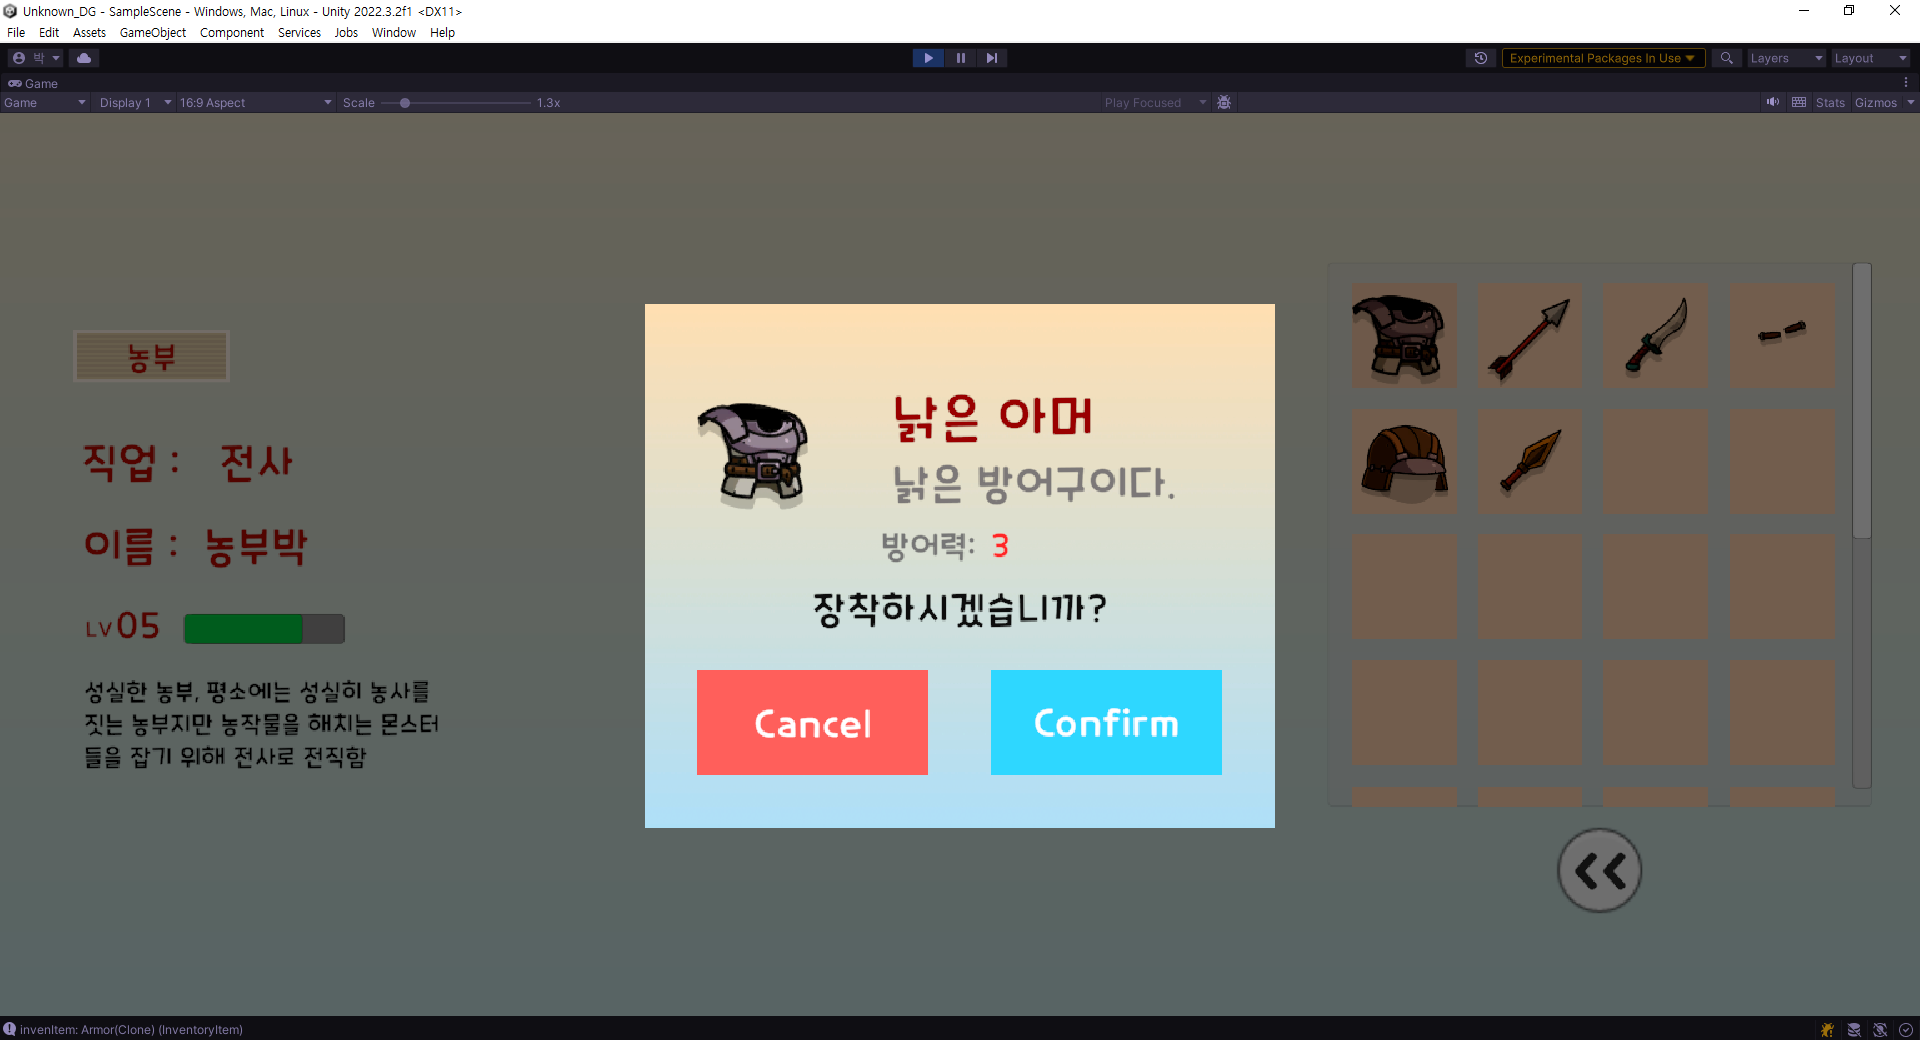 Unknown_DG - SampleScene - Windows, Mac, Linux - Unity 2022.3.2f1 <DX11>
File Edit Assets GameObject Component Services Jobs Window Help
박 Experimental Packages In Use Layers Layout
Game
Game Display 1 16:9 Aspect Scale 1.3x Play Focused Stats Gizmos
농부
직업 : 전사
이름 : 농부박
LV05
성실한 농부, 평소에는 성실히 농사를
짓는 농부지만 농작물을 해치는 몬스터
들을 잡기 위해 전사로 전직함
낡은 아머
낡은 방어구이다.
방어력: 3
장착하시겠습니까?
Cancel Confirm
invenItem: Armor(Clone) (InventoryItem)